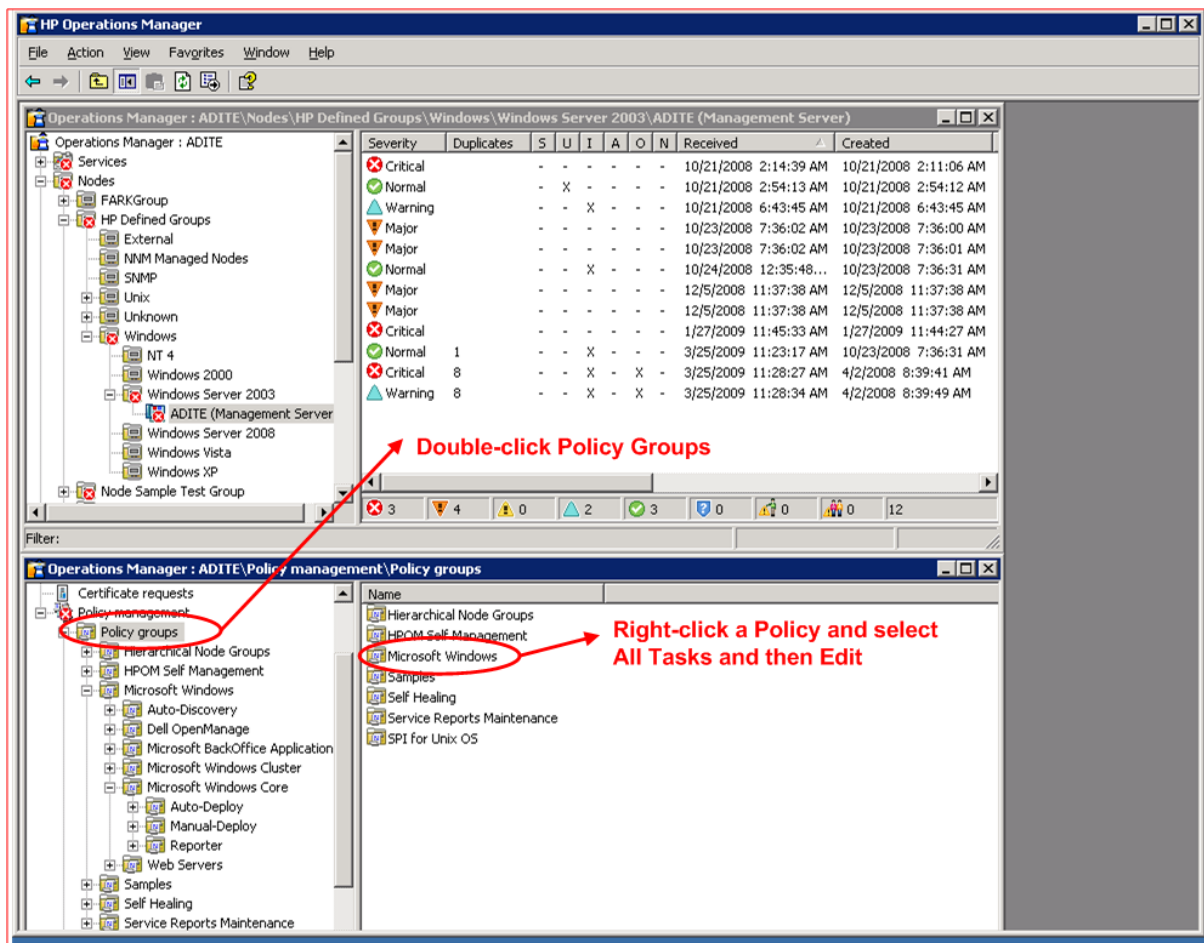 HP Operations Manager
File Action View Favorites Window Help
Operations Manager : ADITE\Nodes\HP Defined Groups\Windows\Windows Server 2003\ADITE (Management Server)
Operations Manager : ADITE
Services
Nodes
FARKGroup
HP Defined Groups
External
NNM Managed Nodes
SNMP
Unix
Unknown
Windows
NT 4
Windows 2000
Windows Server 2003
ADITE (Management Server
Windows Server 2008
Windows Vista
Windows XP
Node Sample Test Group
Severity Duplicates S U I A O N Received Created
Critical - - - - - - 10/21/2008 2:14:39 AM 10/21/2008 2:11:06 AM
Normal - X - - - - 10/21/2008 2:54:13 AM 10/21/2008 2:54:12 AM
Warning - - X - - - 10/21/2008 6:43:45 AM 10/21/2008 6:43:45 AM
Major - - - - - - 10/23/2008 7:36:02 AM 10/23/2008 7:36:00 AM
Major - - - - - - 10/23/2008 7:36:02 AM 10/23/2008 7:36:01 AM
Normal - - X - - - 10/24/2008 12:35:48... 10/23/2008 7:36:31 AM
Major - - - - - - 12/5/2008 11:37:38 AM 12/5/2008 11:37:38 AM
Major - - - - - - 12/5/2008 11:37:38 AM 12/5/2008 11:37:38 AM
Critical - - - - - - 1/27/2009 11:45:33 AM 1/27/2009 11:44:27 AM
Normal 1 - - X - - - 3/25/2009 11:23:17 AM 10/23/2008 7:36:31 AM
Critical 8 - - X - X - 3/25/2009 11:28:27 AM 4/2/2008 8:39:41 AM
Warning 8 - - X - X - 3/25/2009 11:28:34 AM 4/2/2008 8:39:49 AM
Double-click Policy Groups
3 4 0 2 3 0 0 0 12
Filter:
Operations Manager : ADITE\Policy management\Policy groups
Certificate requests
Policy management
Policy groups
Hierarchical Node Groups
HPOM Self Management
Microsoft Windows
Auto-Discovery
Dell OpenManage
Microsoft BackOffice Application
Microsoft Windows Cluster
Microsoft Windows Core
Auto-Deploy
Manual-Deploy
Reporter
Web Servers
Samples
Self Healing
Service Reports Maintenance
Name
Hierarchical Node Groups
HPOM Self Management
Microsoft Windows
Samples
Self Healing
Service Reports Maintenance
SPI for Unix OS
Right-click a Policy and select
All Tasks and then Edit